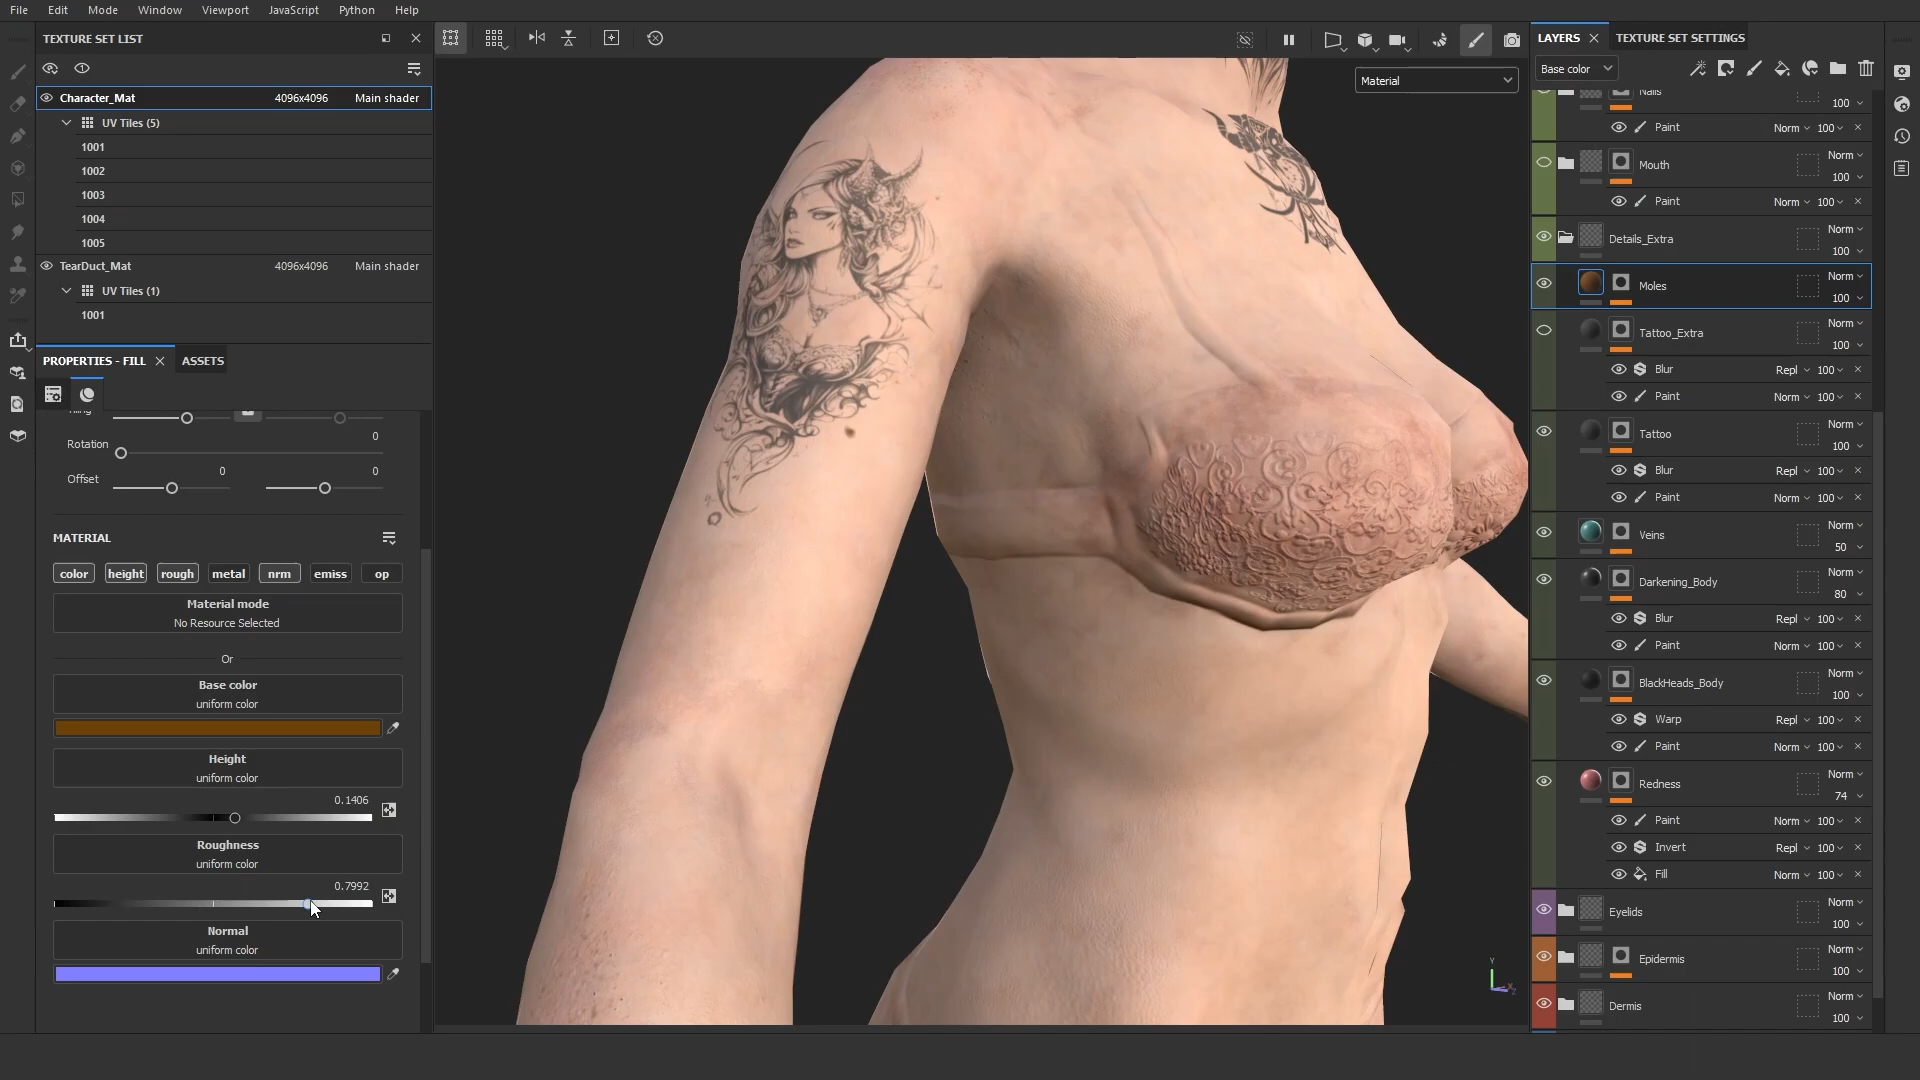 File Edit Mode Window Viewport JavaScript Python Help
TEXTURE SET LIST
Character_Mat 4096x4096 Main shader
UV Tiles (5)
1001
1002
1003
1004
1005
TearDuct_Mat 4096x4096 Main shader
UV Tiles (1)
1001
PROPERTIES - FILL ASSETS
Rotation 0
Offset 0 0
MATERIAL
color height rough metal nrm emiss op
Material mode
No Resource Selected
Or
Base color
uniform color
Height
uniform color
0.1406
Roughness
uniform color
0.7992
Normal
uniform color
Material
Y
Z
LAYERS TEXTURE SET SETTINGS
Base color
Nails 100
Paint Norm 100
Mouth Norm 100
Paint Norm 100
Details_Extra Norm 100
Moles Norm 100
Tattoo_Extra Norm 100
Blur Repl 100
Paint Norm 100
Tattoo Norm 100
Blur Repl 100
Paint Norm 100
Veins Norm 50
Darkening_Body Norm 80
Blur Repl 100
Paint Norm 100
BlackHeads_Body Norm 100
Warp Repl 100
Paint Norm 100
Redness Norm 74
Paint Norm 100
Invert Repl 100
Fill Norm 100
Eyelids Norm 100
Epidermis Norm 100
Dermis Norm 100